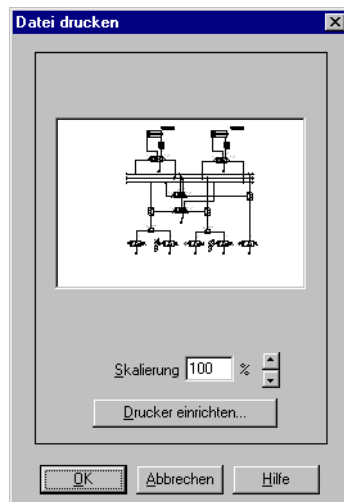 Datei drucken
Skalierung 100 %
Drucker einrichten...
OK Abbrechen Hilfe